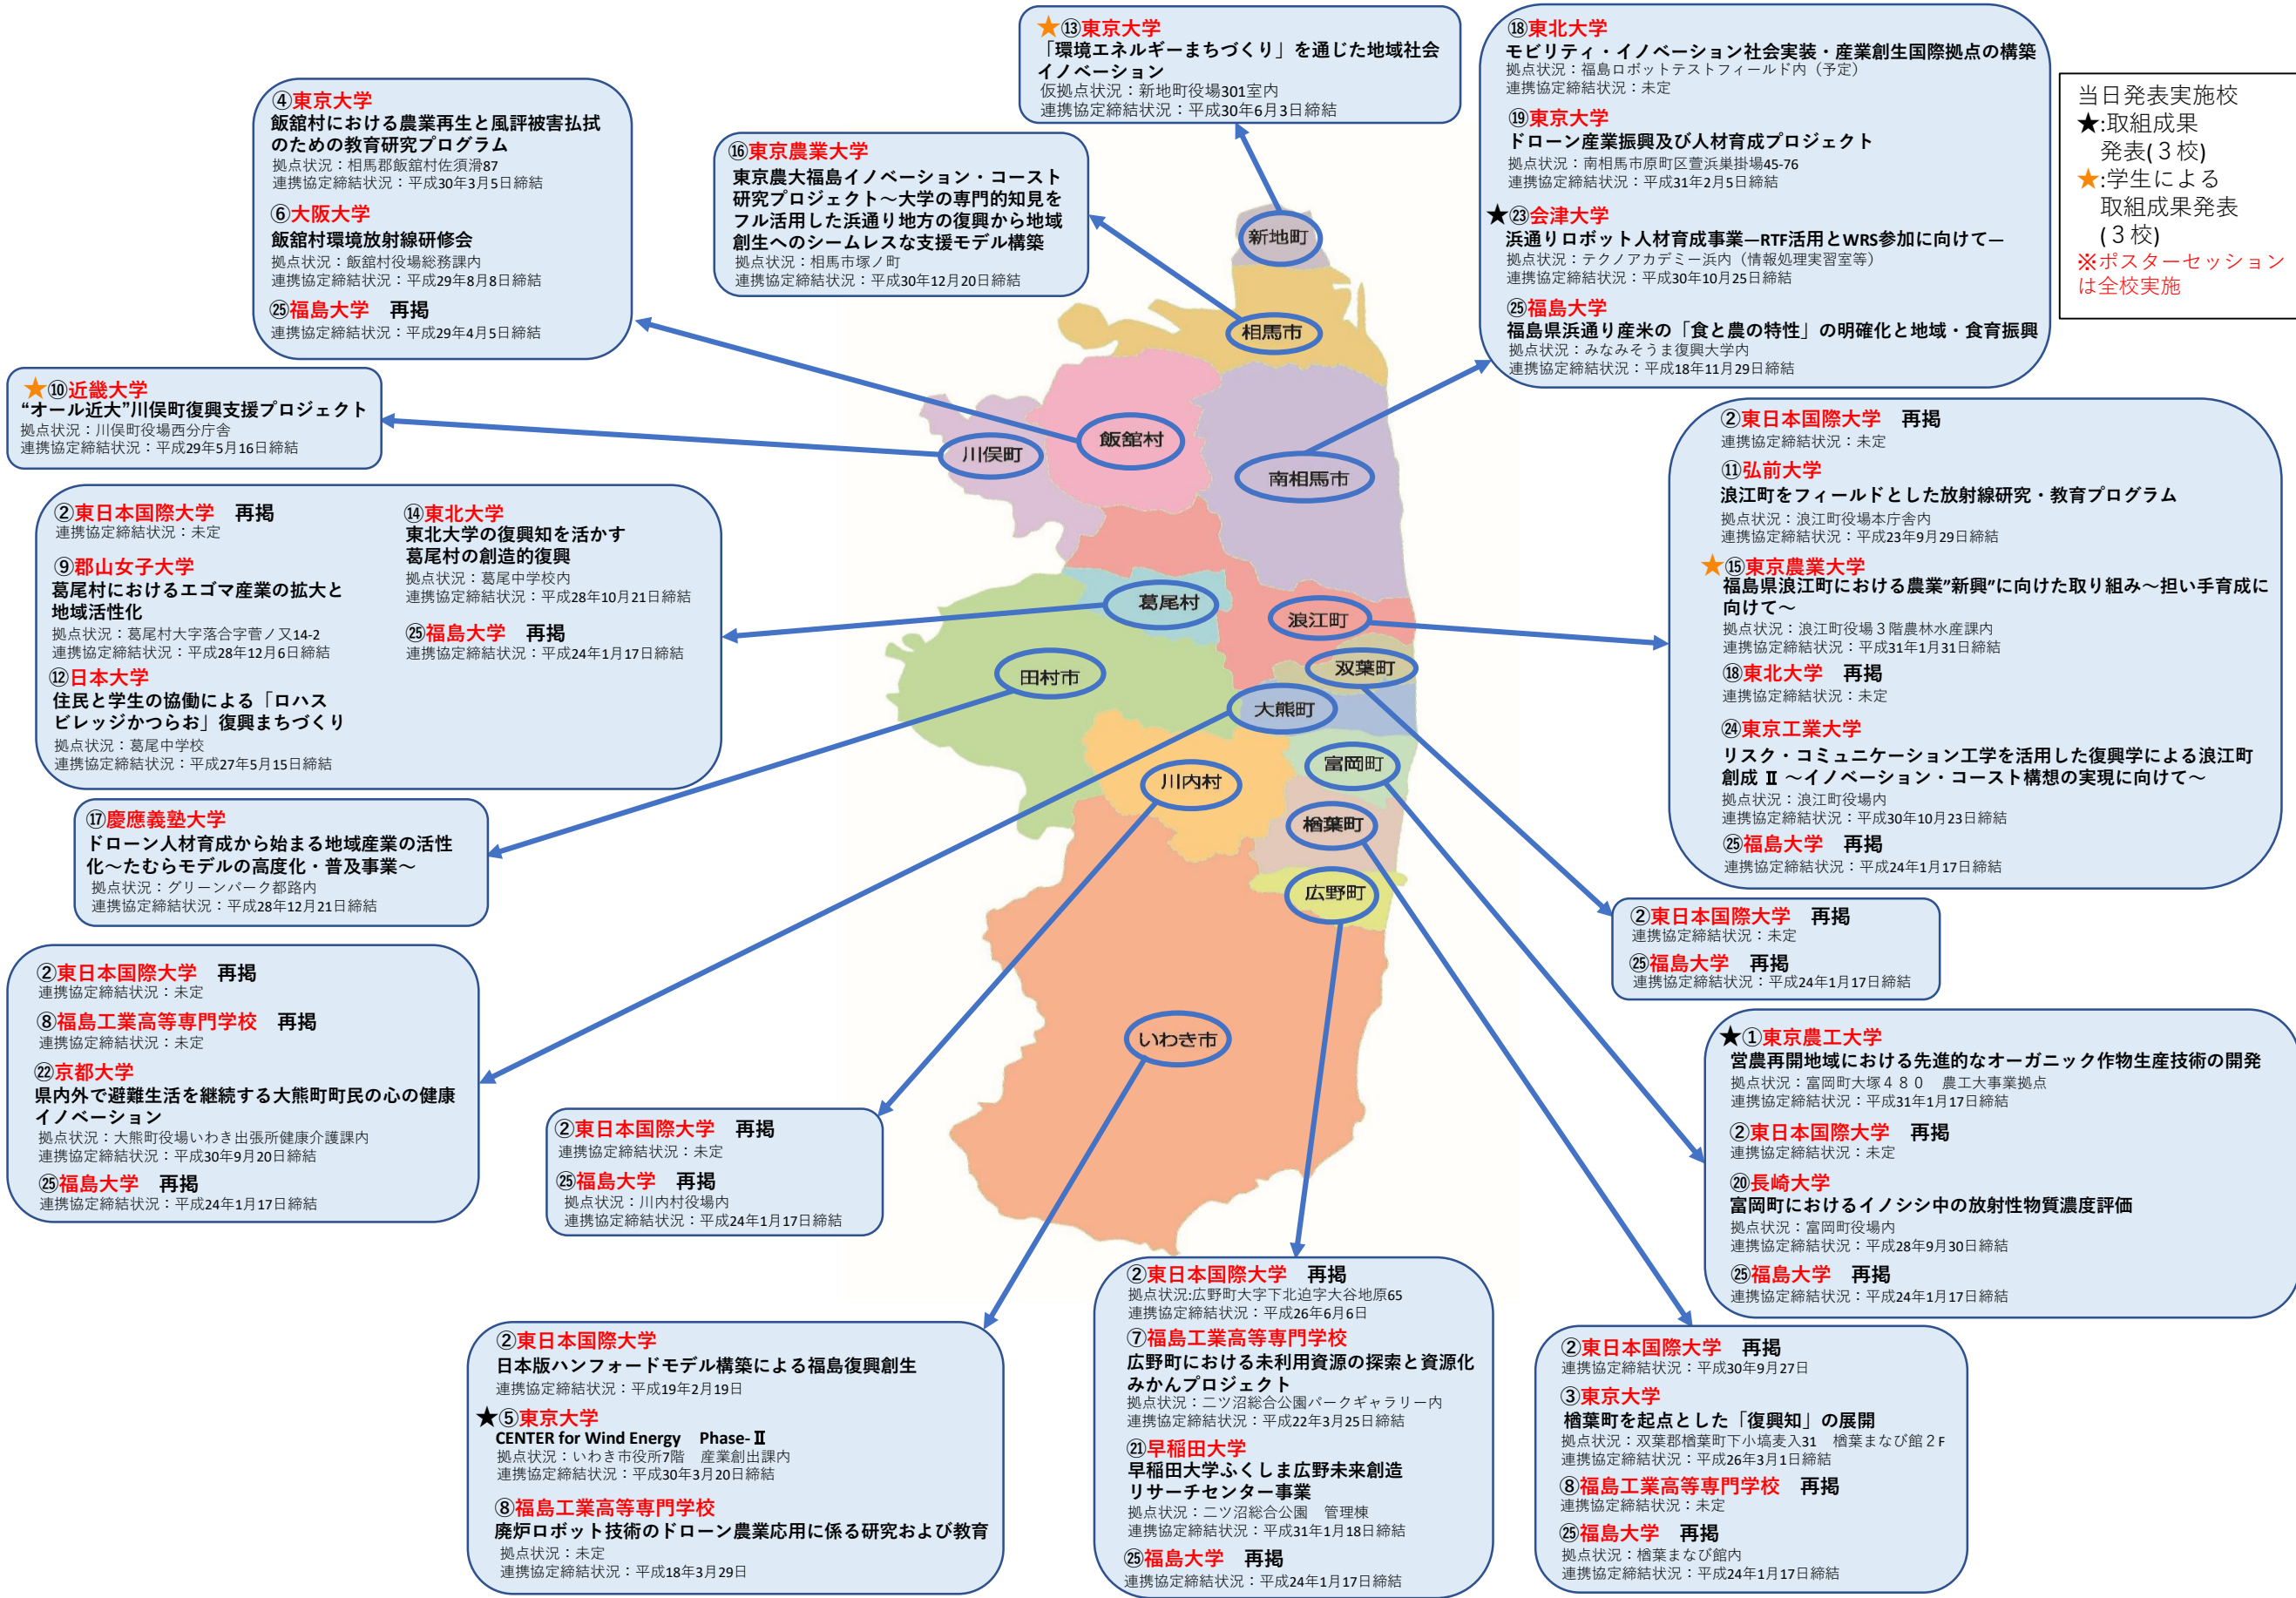 ★⑬東京大学
「環境エネルギーまちづくり」を通じた地域社会
イノベーション
仮拠点状況：新地町役場301室内
連携協定締結状況：平成30年6月3日締結
⑱東北大学
モビリティ・イノベーション社会実装・産業創生国際拠点の構築
拠点状況：福島ロボットテストフィールド内（予定）
連携協定締結状況：未定
⑲東京大学
ドローン産業振興及び人材育成プロジェクト
拠点状況：南相馬市原町区萱浜巣掛場45-76
連携協定締結状況：平成31年2月5日締結
★㉓会津大学
浜通りロボット人材育成事業―RTF活用とWRS参加に向けて―
拠点状況：テクノアカデミー浜内（情報処理実習室等）
連携協定締結状況：平成30年10月25日締結
㉕福島大学
福島県浜通り産米の「食と農の特性」の明確化と地域・食育振興
拠点状況：みなみそうま復興大学内
連携協定締結状況：平成18年11月29日締結
当日発表実施校
★:取組成果
発表(３校)
★:学生による
取組成果発表
(３校)
※ポスターセッション
は全校実施
④東京大学
飯舘村における農業再生と風評被害払拭
のための教育研究プログラム
拠点状況：相馬郡飯舘村佐須滑87
連携協定締結状況：平成30年3月5日締結
⑥大阪大学
飯舘村環境放射線研修会
拠点状況：飯舘村役場総務課内
連携協定締結状況：平成29年8月8日締結
㉕福島大学　再掲
連携協定締結状況：平成29年4月5日締結
⑯東京農業大学
東京農大福島イノベーション・コースト
研究プロジェクト～大学の専門的知見を
フル活用した浜通り地方の復興から地域
創生へのシームレスな支援モデル構築
拠点状況：相馬市塚ノ町
連携協定締結状況：平成30年12月20日締結
★⑩近畿大学
“オール近大”川俣町復興支援プロジェクト
拠点状況：川俣町役場西分庁舎
連携協定締結状況：平成29年5月16日締結
新地町
相馬市
飯舘村
川俣町
南相馬市
葛尾村
浪江町
双葉町
田村市
大熊町
富岡町
川内村
楢葉町
広野町
いわき市
②東日本国際大学　再掲
連携協定締結状況：未定
⑨郡山女子大学
葛尾村におけるエゴマ産業の拡大と
地域活性化
拠点状況：葛尾村大字落合字菅ノ又14-2
連携協定締結状況：平成28年12月6日締結
⑫日本大学
住民と学生の協働による「ロハス
ビレッジかつらお」復興まちづくり
拠点状況：葛尾中学校
連携協定締結状況：平成27年5月15日締結
⑭東北大学
東北大学の復興知を活かす
葛尾村の創造的復興
拠点状況：葛尾中学校内
連携協定締結状況：平成28年10月21日締結
㉕福島大学　再掲
連携協定締結状況：平成24年1月17日締結
②東日本国際大学　再掲
連携協定締結状況：未定
⑪弘前大学
浪江町をフィールドとした放射線研究・教育プログラム
拠点状況：浪江町役場本庁舎内
連携協定締結状況：平成23年9月29日締結
★⑮東京農業大学
福島県浪江町における農業”新興”に向けた取り組み～担い手育成に
向けて～
拠点状況：浪江町役場３階農林水産課内
連携協定締結状況：平成31年1月31日締結
⑱東北大学　再掲
連携協定締結状況：未定
㉔東京工業大学
リスク・コミュニケーション工学を活用した復興学による浪江町
創成 Ⅱ ～イノベーション・コースト構想の実現に向けて～
拠点状況：浪江町役場内
連携協定締結状況：平成30年10月23日締結
㉕福島大学　再掲
連携協定締結状況：平成24年1月17日締結
⑰慶應義塾大学
ドローン人材育成から始まる地域産業の活性
化～たむらモデルの高度化・普及事業～
拠点状況：グリーンパーク都路内
連携協定締結状況：平成28年12月21日締結
②東日本国際大学　再掲
連携協定締結状況：未定
㉕福島大学　再掲
連携協定締結状況：平成24年1月17日締結
②東日本国際大学　再掲
連携協定締結状況：未定
⑧福島工業高等専門学校　再掲
連携協定締結状況：未定
㉒京都大学
県内外で避難生活を継続する大熊町町民の心の健康
イノベーション
拠点状況：大熊町役場いわき出張所健康介護課内
連携協定締結状況：平成30年9月20日締結
㉕福島大学　再掲
連携協定締結状況：平成24年1月17日締結
②東日本国際大学　再掲
連携協定締結状況：未定
㉕福島大学　再掲
拠点状況：川内村役場内
連携協定締結状況：平成24年1月17日締結
★①東京農工大学
営農再開地域における先進的なオーガニック作物生産技術の開発
拠点状況：富岡町大塚４８０　農工大事業拠点
連携協定締結状況：平成31年1月17日締結
②東日本国際大学　再掲
連携協定締結状況：未定
⑳長崎大学
富岡町におけるイノシシ中の放射性物質濃度評価
拠点状況：富岡町役場内
連携協定締結状況：平成28年9月30日締結
㉕福島大学　再掲
連携協定締結状況：平成24年1月17日締結
②東日本国際大学
日本版ハンフォードモデル構築による福島復興創生
連携協定締結状況：平成19年2月19日
★⑤東京大学
CENTER for Wind Energy　Phase-Ⅱ
拠点状況：いわき市役所7階　産業創出課内
連携協定締結状況：平成30年3月20日締結
⑧福島工業高等専門学校
廃炉ロボット技術のドローン農業応用に係る研究および教育
拠点状況：未定
連携協定締結状況：平成18年3月29日
②東日本国際大学　再掲
拠点状況:広野町大字下北迫字大谷地原65
連携協定締結状況：平成26年6月6日
⑦福島工業高等専門学校
広野町における未利用資源の探索と資源化
みかんプロジェクト
拠点状況：二ツ沼総合公園パークギャラリー内
連携協定締結状況：平成22年3月25日締結
㉑早稲田大学
早稲田大学ふくしま広野未来創造
リサーチセンター事業
拠点状況：二ツ沼総合公園　管理棟
連携協定締結状況：平成31年1月18日締結
㉕福島大学　再掲
連携協定締結状況：平成24年1月17日締結
②東日本国際大学　再掲
連携協定締結状況：平成30年9月27日
③東京大学
楢葉町を起点とした「復興知」の展開
拠点状況：双葉郡楢葉町下小塙麦入31　楢葉まなび館２F
連携協定締結状況：平成26年3月1日締結
⑧福島工業高等専門学校　再掲
連携協定締結状況：未定
㉕福島大学　再掲
拠点状況：楢葉まなび館内
連携協定締結状況：平成24年1月17日締結